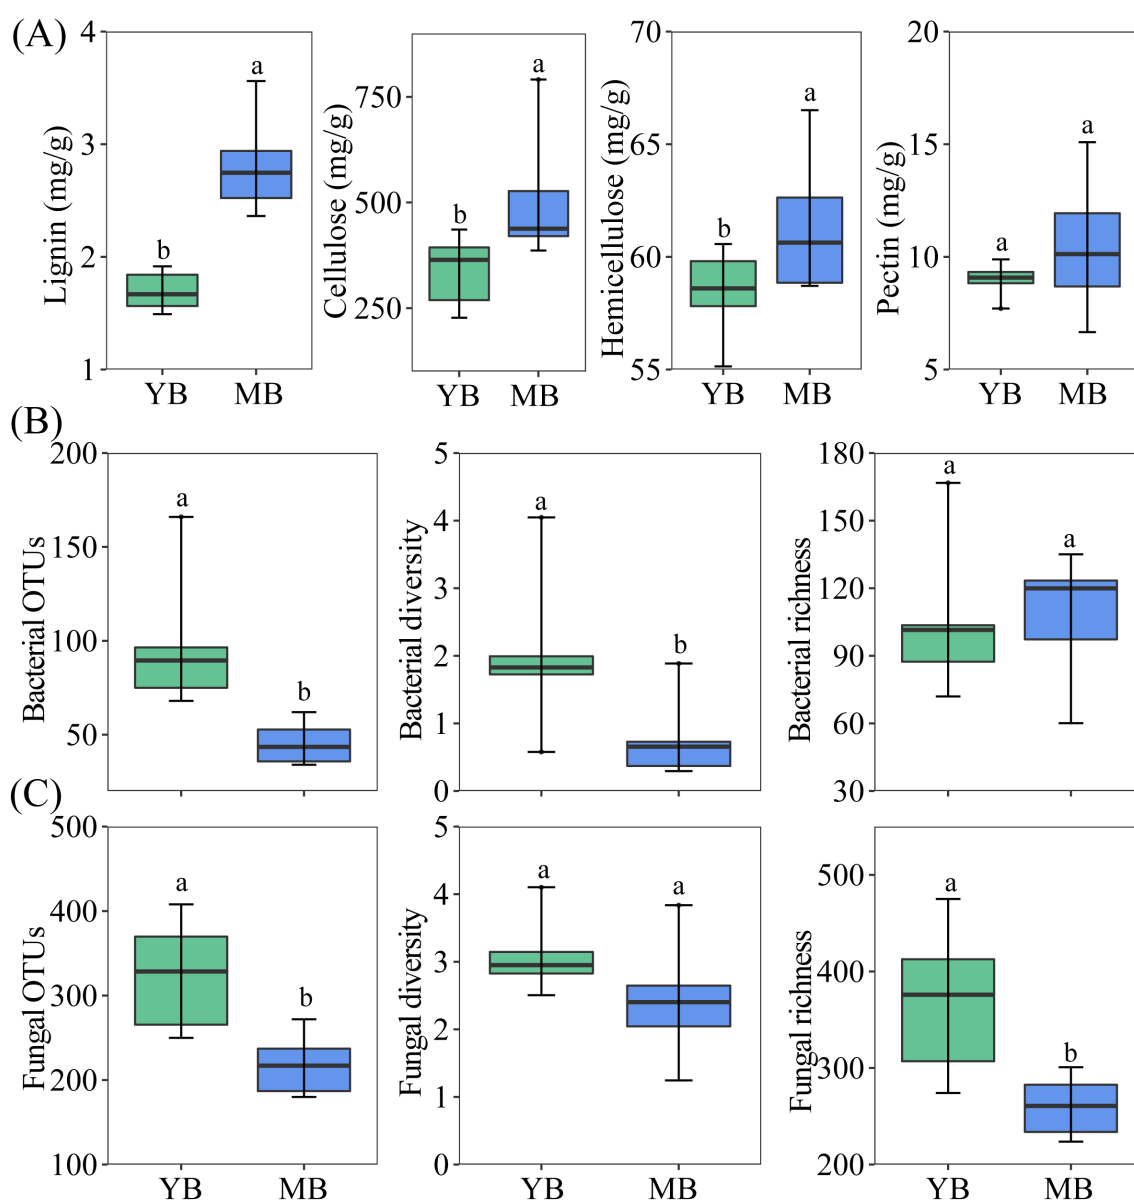 (A)
Lignin (mg/g)
4
3
2
1
a
b
YB MB
Cellulose (mg/g)
750
500
250
a
b
YB MB
Hemicellulose (mg/g)
70
65
60
55
a
b
YB MB
Pectin (mg/g)
20
15
10
5
a
a
YB MB
(B)
Bacterial OTUs
200
150
100
50
a
b
Bacterial diversity
5
4
3
2
1
0
a
b
Bacterial richness
180
150
120
90
60
30
a
a
(C)
Fungal OTUs
500
400
300
200
100
a
b
YB MB
Fungal diversity
5
4
3
2
1
0
a
a
YB MB
Fungal richness
500
400
300
200
a
b
YB MB